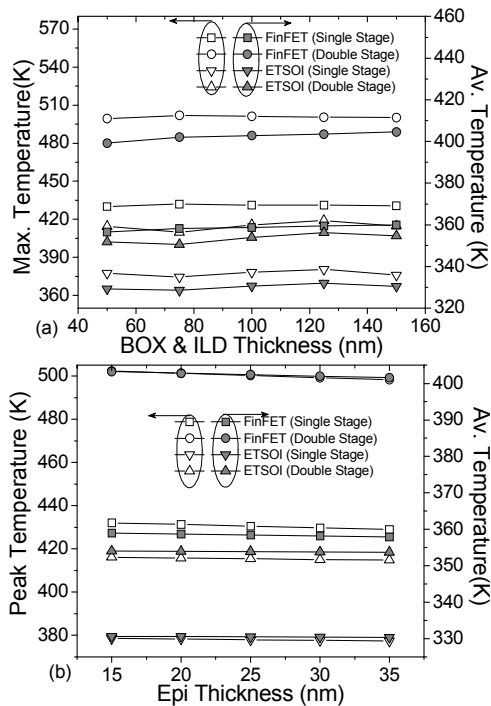 570
540
510
480
450
420
390
360
Max. Temperature(K)
460
440
420
400
380
360
340
320
Av. Temperature (K)
FinFET (Single Stage)
FinFET (Double Stage)
ETSOI (Single Stage)
ETSOI (Double Stage)
(a)
40 60 80 100 120 140 160
BOX & ILD Thickness (nm)
500
480
460
440
420
400
380
Peak Temperature (K)
400
390
380
370
360
350
340
330
Av. Temperature(K)
FinFET (Single Stage)
FinFET (Double Stage)
ETSOI (Single Stage)
ETSOI (Double Stage)
(b)
15 20 25 30 35
Epi Thickness (nm)